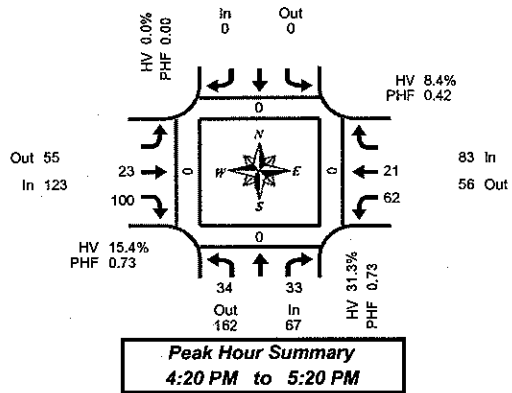 In Out
0 0
HV 0.0%
PHF 0.00
HV 8.4%
PHF 0.42
0
Out 55
In 123
23
100
0
N
W E
S
0
21
62
83 In
56 Out
0
HV 15.4%
PHF 0.73
34 33
Out In
162 67
HV 31.3%
PHF 0.73
Peak Hour Summary
4:20 PM to 5:20 PM